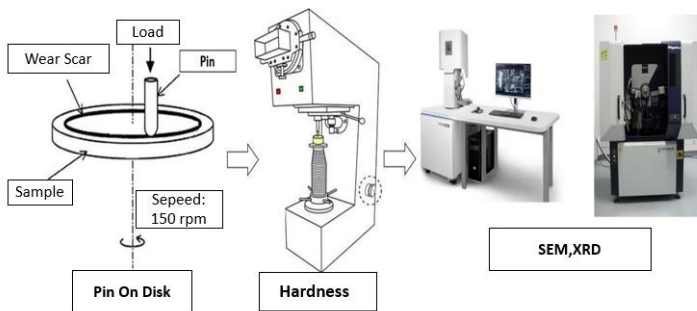 Load
Wear Scar
Pin
Sample
Sepeed:
150 rpm
Pin On Disk
Hardness
SEM,XRD